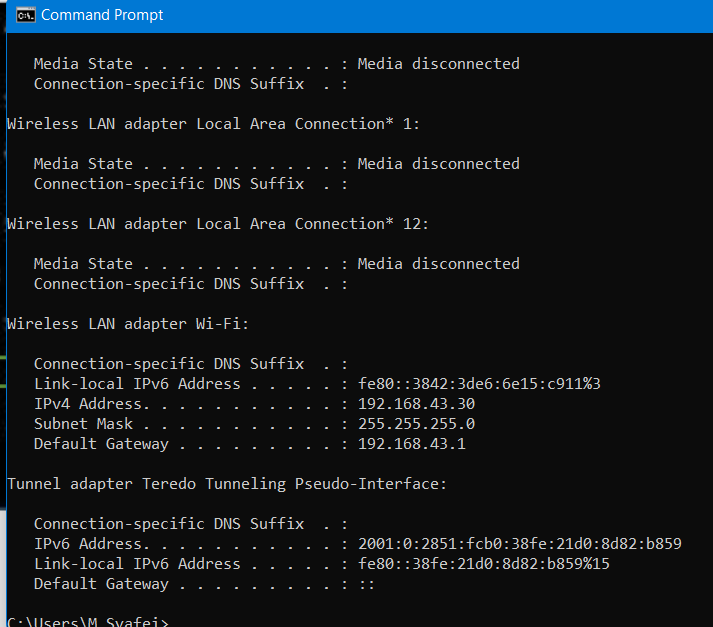 Command Prompt
Media State . . . . . . . . . . . : Media disconnected
Connection-specific DNS Suffix  . :
Wireless LAN adapter Local Area Connection* 1:
Media State . . . . . . . . . . . : Media disconnected
Connection-specific DNS Suffix  . :
Wireless LAN adapter Local Area Connection* 12:
Media State . . . . . . . . . . . : Media disconnected
Connection-specific DNS Suffix  . :
Wireless LAN adapter Wi-Fi:
Connection-specific DNS Suffix  . :
Link-local IPv6 Address . . . . . : fe80::3842:3de6:6e15:c911%3
IPv4 Address. . . . . . . . . . . : 192.168.43.30
Subnet Mask . . . . . . . . . . . : 255.255.255.0
Default Gateway . . . . . . . . . : 192.168.43.1
Tunnel adapter Teredo Tunneling Pseudo-Interface:
Connection-specific DNS Suffix  . :
IPv6 Address. . . . . . . . . . . : 2001:0:2851:fcb0:38fe:21d0:8d82:b859
Link-local IPv6 Address . . . . . : fe80::38fe:21d0:8d82:b859%15
Default Gateway . . . . . . . . . : ::
C:\Users\M Syafei>